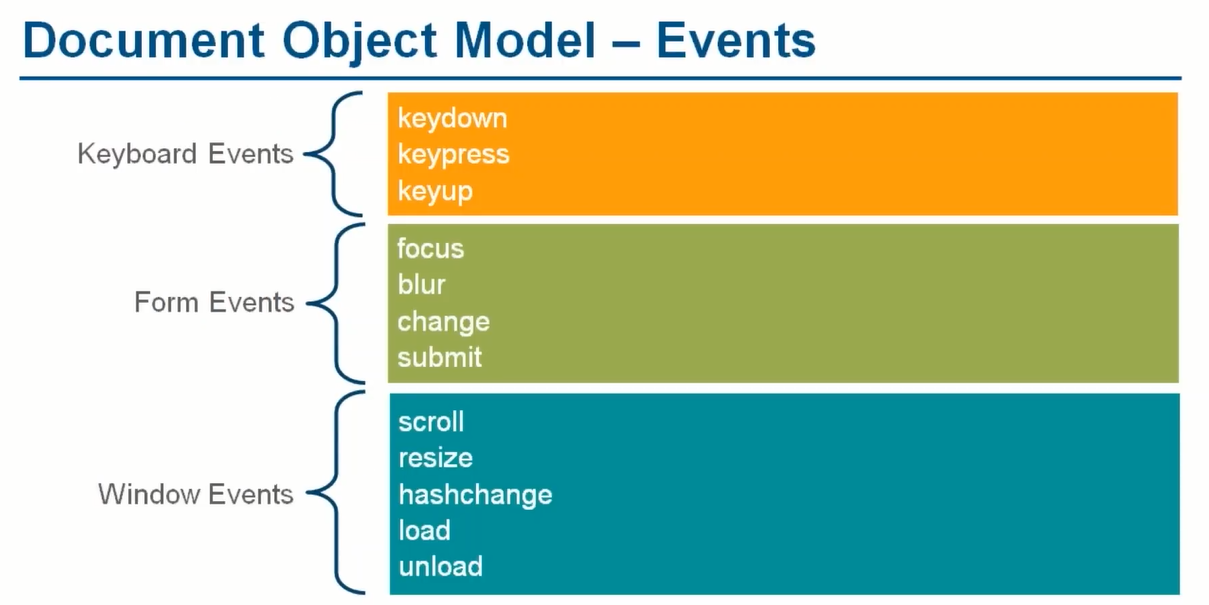 Document Object Model – Events
Keyboard Events
keydown
keypress
keyup
Form Events
focus
blur
change
submit
Window Events
scroll
resize
hashchange
load
unload